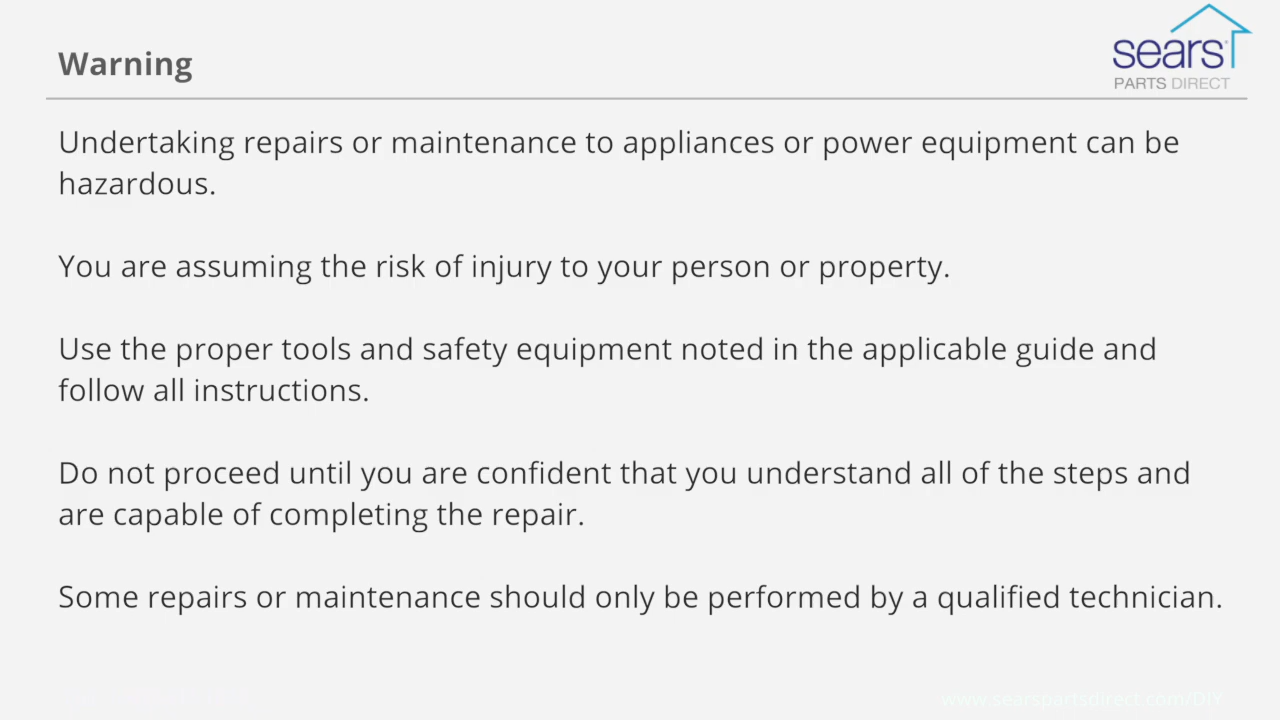 Warning
sears
PARTS DIRECT
Undertaking repairs or maintenance to appliances or power equipment can be
hazardous.
You are assuming the risk of injury to your person or property.
Use the proper tools and safety equipment noted in the applicable guide and
follow all instructions.
Do not proceed until you are confident that you understand all of the steps and
are capable of completing the repair.
Some repairs or maintenance should only be performed by a qualified technician.
www.searspartsdirect.com/DIY